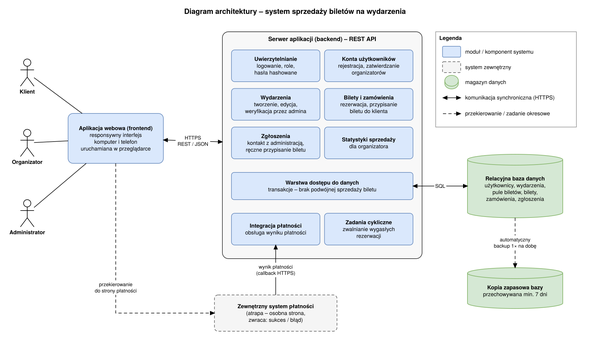 Diagram architektury – system sprzedaży biletów na wydarzenia
Klient
Organizator
Administrator
Aplikacja webowa (frontend)
responsywny interfejs
komputer i telefon
uruchamiana w przeglądarce
HTTPS
REST / JSON
przekierowanie
do strony płatności
Serwer aplikacji (backend) – REST API
Uwierzytelnianie
logowanie, role,
hasła hashowane
Konta użytkowników
rejestracja, zatwierdzanie
organizatorów
Wydarzenia
tworzenie, edycja,
weryfikacja przez admina
Bilety i zamówienia
rezerwacja, przypisanie
biletu do klienta
Zgłoszenia
kontakt z administracją,
ręczne przypisanie biletu
Statystyki sprzedaży
dla organizatora
Warstwa dostępu do danych
transakcje – brak podwójnej sprzedaży biletu
Integracja płatności
obsługa wyniku płatności
Zadania cykliczne
zwalnianie wygasłych
rezerwacji
wynik płatności
(callback HTTPS)
Zewnętrzny system płatności
(atrapa – osobna strona,
zwraca: sukces / błąd)
Legenda
moduł / komponent systemu
system zewnętrzny
magazyn danych
komunikacja synchroniczna (HTTPS)
przekierowanie / zadanie okresowe
SQL
Relacyjna baza danych
użytkownicy, wydarzenia,
pule biletów, bilety,
zamówienia, zgłoszenia
automatyczny
backup 1× na dobę
Kopia zapasowa bazy
przechowywana min. 7 dni